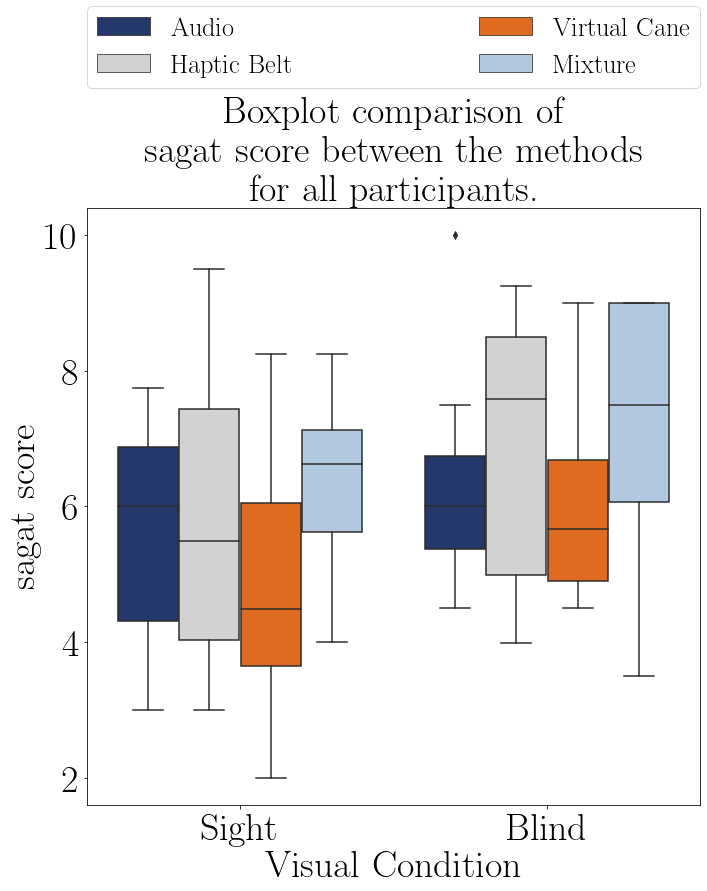 Audio
Haptic Belt
Virtual Cane
Mixture
Boxplot comparison of
sagat score between the methods
for all participants.
10
8
6
4
2
sagat score
Sight
Blind
Visual Condition